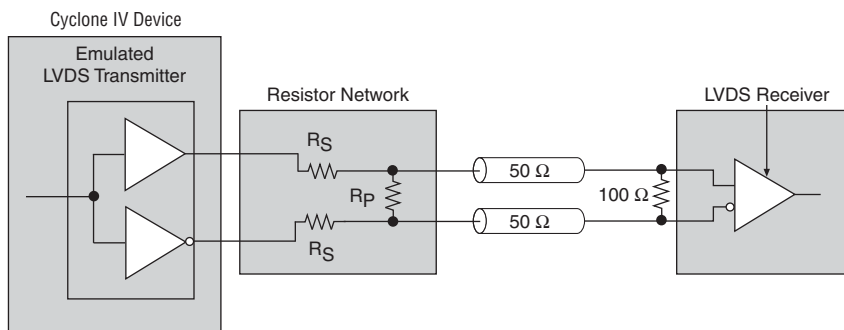 Cyclone IV Device
Emulated
LVDS Transmitter
Resistor Network
LVDS Receiver
RS
50 Ω
RP
100 Ω
50 Ω
RS